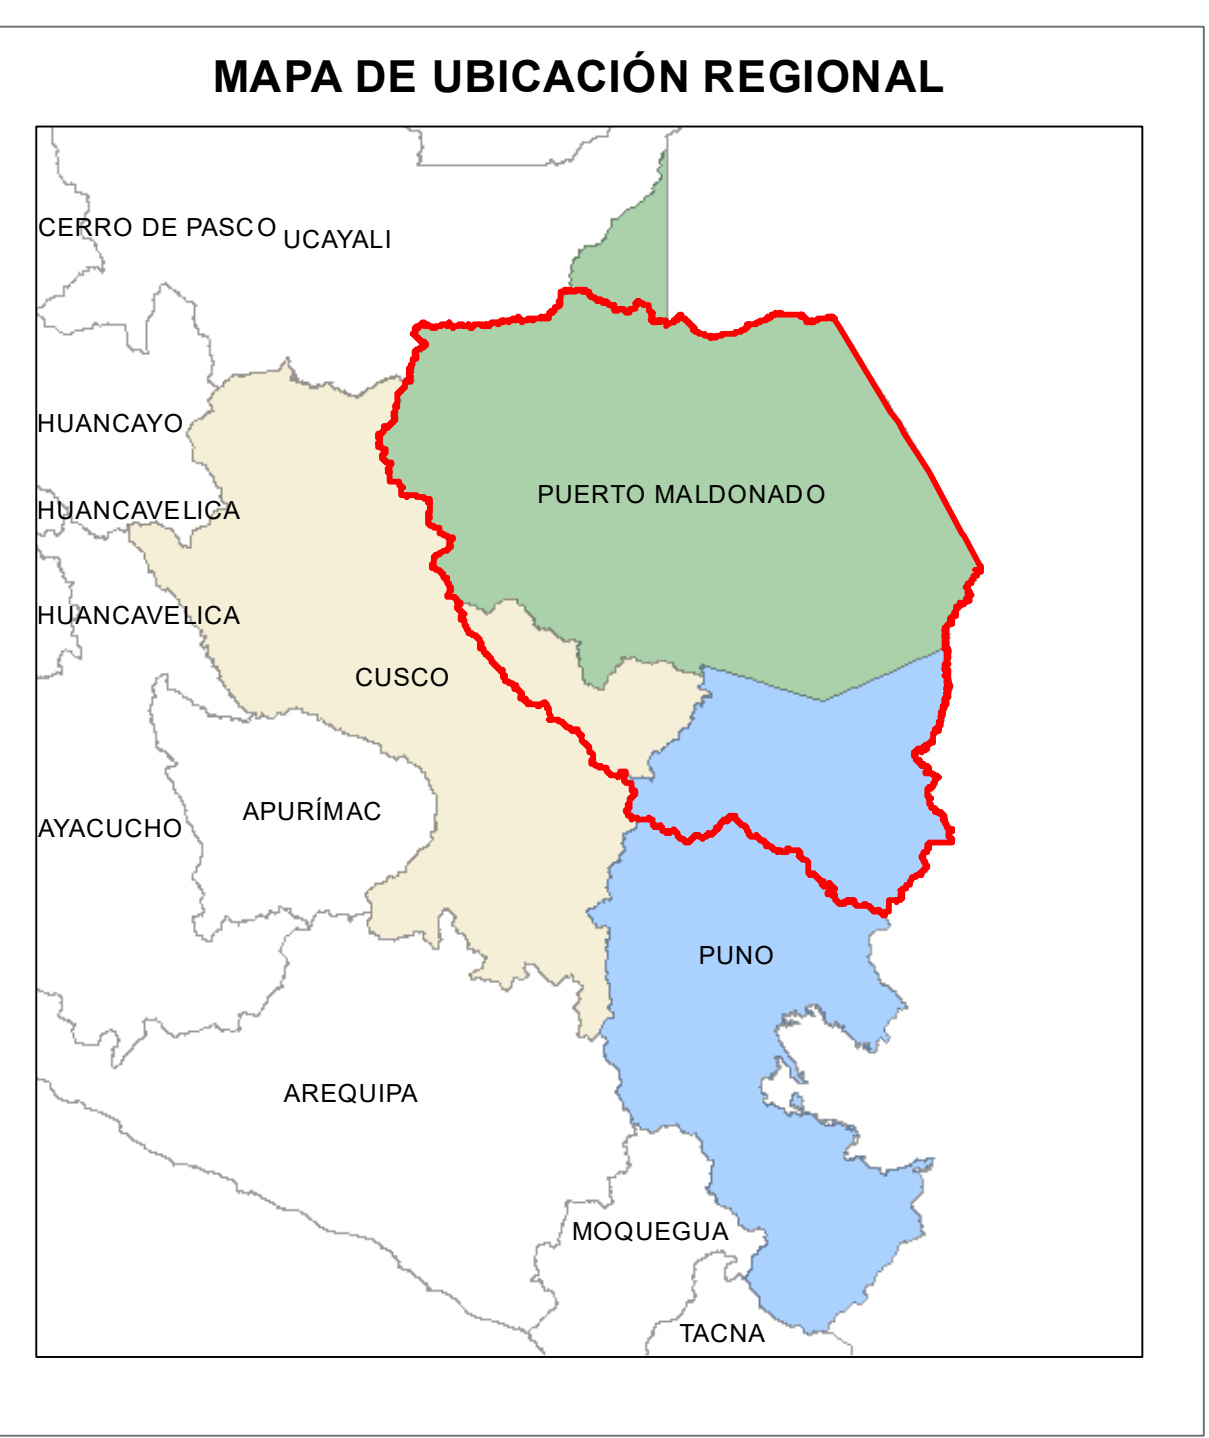 MAPA DE UBICACIÓN REGIONAL
CERRO DE PASCO
UCAYALI
HUANCAYO
PUERTO MALDONADO
HUANCAVELICA
HUANCAVELICA
CUSCO
APURÍMAC
AYACUCHO
PUNO
AREQUIPA
MOQUEGUA
TACNA